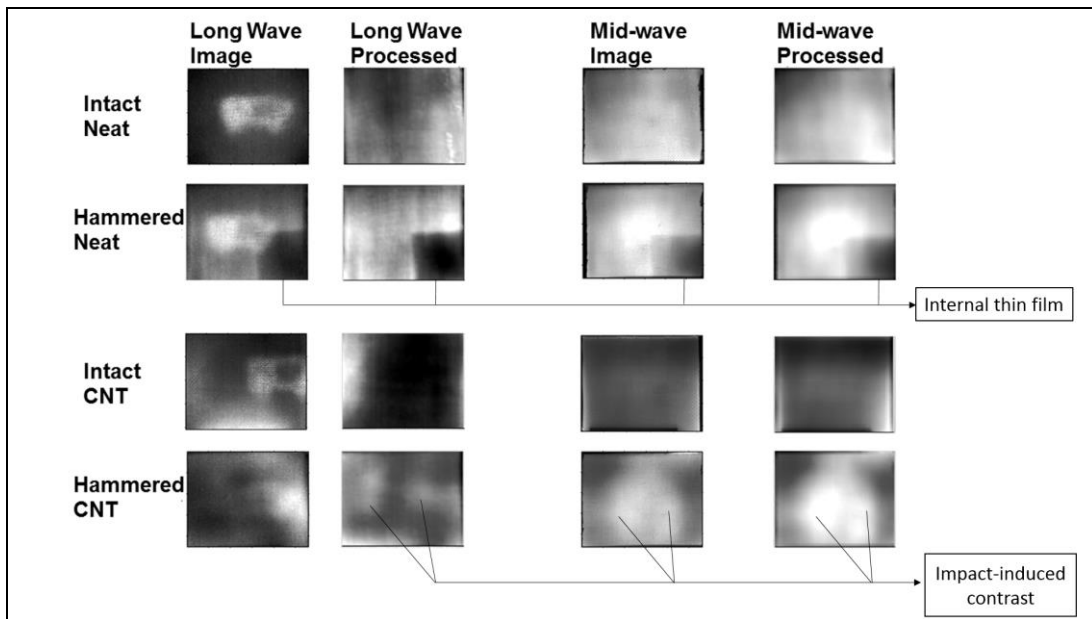 Long Wave
Image
Long Wave
Processed
Mid-wave
Image
Mid-wave
Processed
Intact
Neat
Hammered
Neat
Internal thin film
Intact
CNT
Hammered
CNT
Impact-induced
contrast